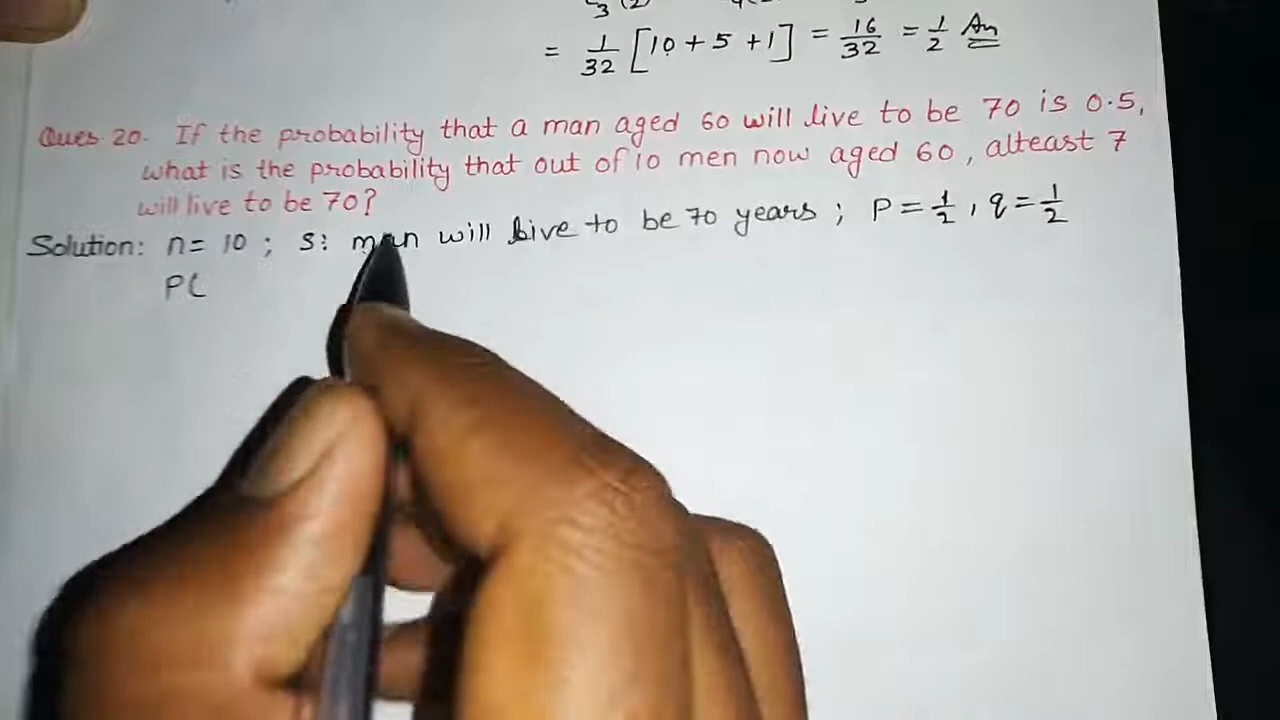 = 1/32 [10 + 5 + 1] = 16/32 = 1/2 An
Ques. 20. If the probability that a man aged 60 will live to be 70 is 0.5,
what is the probability that out of 10 men now aged 60, alteast 7
will live to be 70?
Solution: n = 10 ; S: man will live to be 70 years ; P = 1/2 , q = 1/2
P(